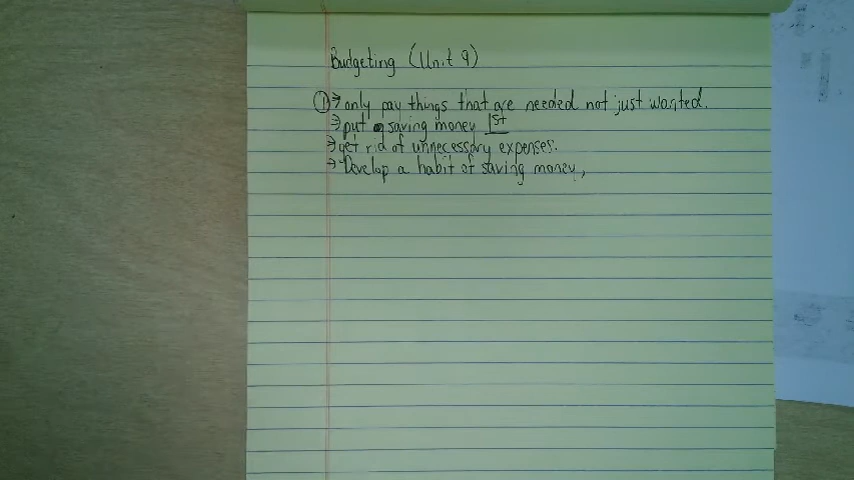 Budgeting (Unit 9)
① → only pay things that are needed not just wanted.
→ put saving money 1st
→ get rid of unnecessary expenses.
→ Develop a habit of saving money,